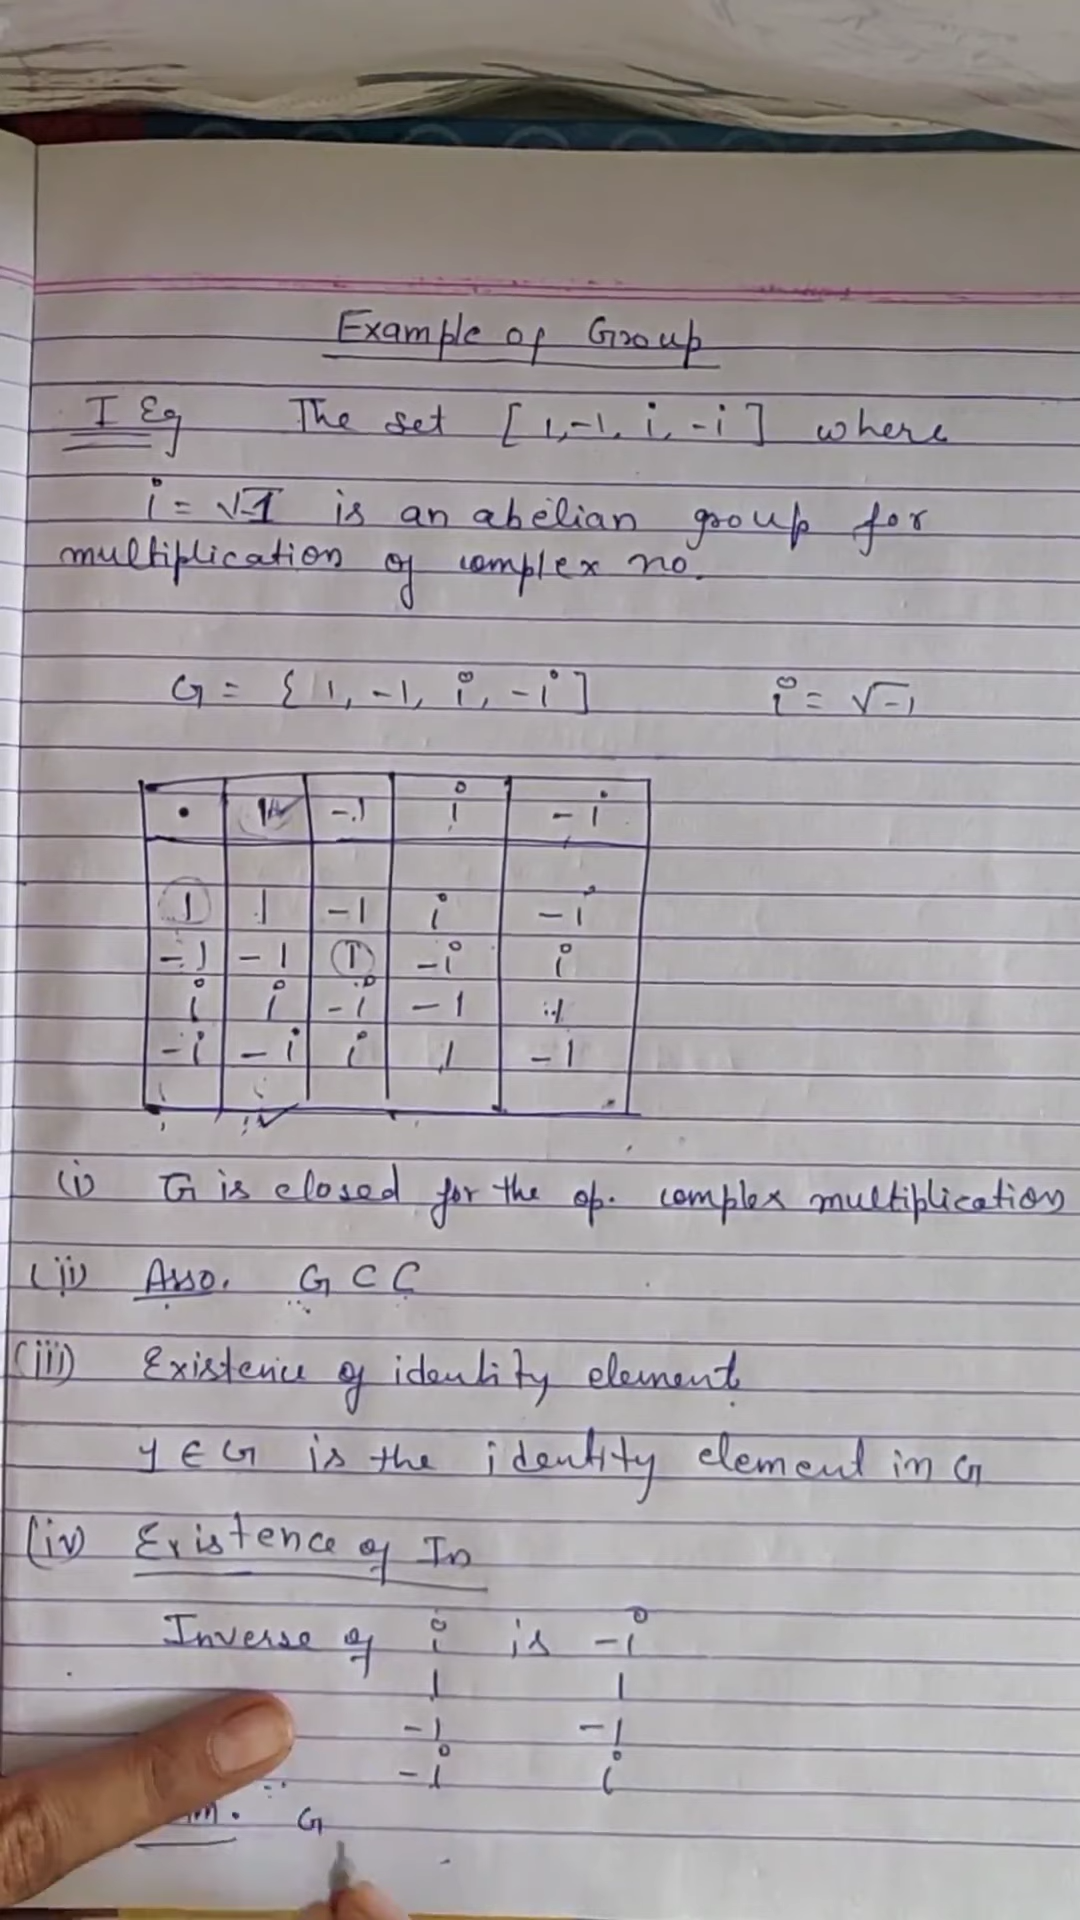 Example of Group
I Eg The set [1,-1, i, -i] where
i = √-1 is an abelian group for
multiplication of complex no.
G = {1, -1, i, -i] i = √-1
• 1 -1 i -i
1 1 -1 i -i
-1 -1 1 -i i
i i -i -1 1
-i -i i 1 -1
(i) G is closed for the op. complex multiplication
(ii) Asso. G ⊂ C
(iii) Existence of identity element
1 ∈ G is the identity element in G
(iv) Existence of In
Inverse of i is -i
1 1
-1 -1
-i i
∵ G